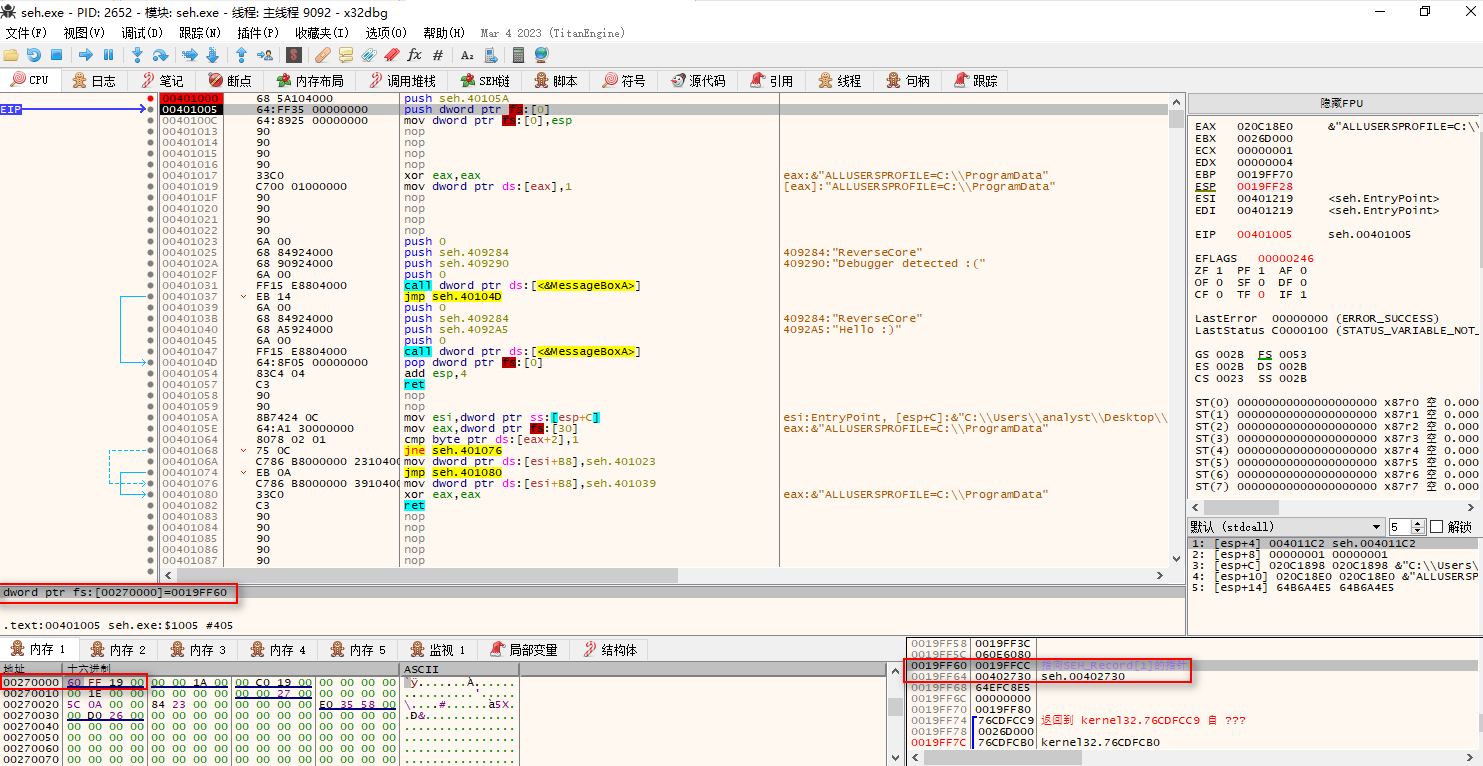 seh.exe - PID: 2652 - 模块: seh.exe - 线程: 主线程 9092 - x32dbg
文件(F) 视图(V) 调试(D) 跟踪(N) 插件(P) 收藏夹(I) 选项(O) 帮助(H) Mar 4 2023 (TitanEngine)
CPU 日志 笔记 断点 内存布局 调用堆栈 SEH链 脚本 符号 源代码 引用 线程 句柄 跟踪
EIP
00401000 68 5A104000 push seh.40105A
00401005 64:FF35 00000000 push dword ptr fs:[0]
0040100C 64:8925 00000000 mov dword ptr fs:[0],esp
00401013 90 nop
00401014 90 nop
00401015 90 nop
00401016 90 nop
00401017 33C0 xor eax,eax eax:&"ALLUSERSPROFILE=C:\\ProgramData"
00401019 C700 01000000 mov dword ptr ds:[eax],1 [eax]:"ALLUSERSPROFILE=C:\\ProgramData"
0040101F 90 nop
00401020 90 nop
00401021 90 nop
00401022 90 nop
00401023 6A 00 push 0
00401025 68 84924000 push seh.409284 409284:"ReverseCore"
0040102A 68 90924000 push seh.409290 409290:"Debugger detected :("
0040102F 6A 00 push 0
00401031 FF15 E8804000 call dword ptr ds:[<&MessageBoxA>]
00401037 EB 14 jmp seh.40104D
00401039 6A 00 push 0
0040103B 68 84924000 push seh.409284 409284:"ReverseCore"
00401040 68 A5924000 push seh.4092A5 4092A5:"Hello :)"
00401045 6A 00 push 0
00401047 FF15 E8804000 call dword ptr ds:[<&MessageBoxA>]
0040104D 64:8F05 00000000 pop dword ptr fs:[0]
00401054 83C4 04 add esp,4
00401057 C3 ret
00401058 90 nop
00401059 90 nop
0040105A 8B7424 0C mov esi,dword ptr ss:[esp+C] esi:EntryPoint, [esp+C]:&"C:\\Users\\analyst\\Desktop\\
0040105E 64:A1 30000000 mov eax,dword ptr fs:[30] eax:&"ALLUSERSPROFILE=C:\\ProgramData"
00401064 8078 02 01 cmp byte ptr ds:[eax+2],1
00401068 75 0C jne seh.401076
0040106A C786 B8000000 2310400 mov dword ptr ds:[esi+B8],seh.401023
00401074 EB 0A jmp seh.401080
00401076 C786 B8000000 3910400 mov dword ptr ds:[esi+B8],seh.401039
00401080 33C0 xor eax,eax eax:&"ALLUSERSPROFILE=C:\\ProgramData"
00401082 C3 ret
00401083 90 nop
00401084 90 nop
00401085 90 nop
00401086 90 nop
00401087 90 nop
隐藏FPU
EAX 020C18E0 &"ALLUSERSPROFILE=C:\\
EBX 0026D000
ECX 00000001
EDX 00000004
EBP 0019FF70
ESP 0019FF28
ESI 00401219 <seh.EntryPoint>
EDI 00401219 <seh.EntryPoint>
EIP 00401005 seh.00401005
EFLAGS 00000246
ZF 1 PF 1 AF 0
OF 0 SF 0 DF 0
CF 0 TF 0 IF 1
LastError 00000000 (ERROR_SUCCESS)
LastStatus C0000100 (STATUS_VARIABLE_NOT_
GS 002B FS 0053
ES 002B DS 002B
CS 0023 SS 002B
ST(0) 00000000000000000000 x87r0 空 0.000
ST(1) 00000000000000000000 x87r1 空 0.000
ST(2) 00000000000000000000 x87r2 空 0.000
ST(3) 00000000000000000000 x87r3 空 0.000
ST(4) 00000000000000000000 x87r4 空 0.000
ST(5) 00000000000000000000 x87r5 空 0.000
ST(6) 00000000000000000000 x87r6 空 0.000
ST(7) 00000000000000000000 x87r7 空 0.000
默认 (stdcall) 5 解锁
1: [esp+4] 004011C2 seh.004011C2
2: [esp+8] 00000001 00000001
3: [esp+C] 020C1898 020C1898 &"C:\\Users\
4: [esp+10] 020C18E0 020C18E0 &"ALLUSERSP
5: [esp+14] 64B6A4E5 64B6A4E5
dword ptr fs:[00270000]=0019FF60
.text:00401005 seh.exe:$1005 #405
内存 1 内存 2 内存 3 内存 4 内存 5 监视 1 局部变量 结构体
地址 十六进制 ASCII
00270000 60 FF 19 00 00 00 1A 00 00 C0 19 00 00 00 00 00 `ÿ.......À......
00270010 00 1E 00 00 00 00 00 00 00 00 27 00 00 00 00 00
00270020 5C 0A 00 00 84 23 00 00 00 00 00 00 E0 35 58 00
00270030 00 D0 26 00 00 00 00 00 00 00 00 00 00 00 00 00
00270040 00 00 00 00 00 00 00 00 00 00 00 00 00 00 00 00
00270050 00 00 00 00 00 00 00 00 00 00 00 00 00 00 00 00
00270060 00 00 00 00 00 00 00 00 00 00 00 00 00 00 00 00
00270070 00 00 00 00 00 00 00 00 00 00 00 00 00 00 00 00
0019FF58 0019FF3C
0019FF5C 060E6080
0019FF60 0019FFCC 指向SEH_Record[1]的指针
0019FF64 00402730 seh.00402730
0019FF68 64EFC8E5
0019FF6C 00000000
0019FF70 0019FF80
0019FF74 76CDFCC9 返回到 kernel32.76CDFCC9 自 ???
0019FF78 0026D000
0019FF7C 76CDFCB0 kernel32.76CDFCB0